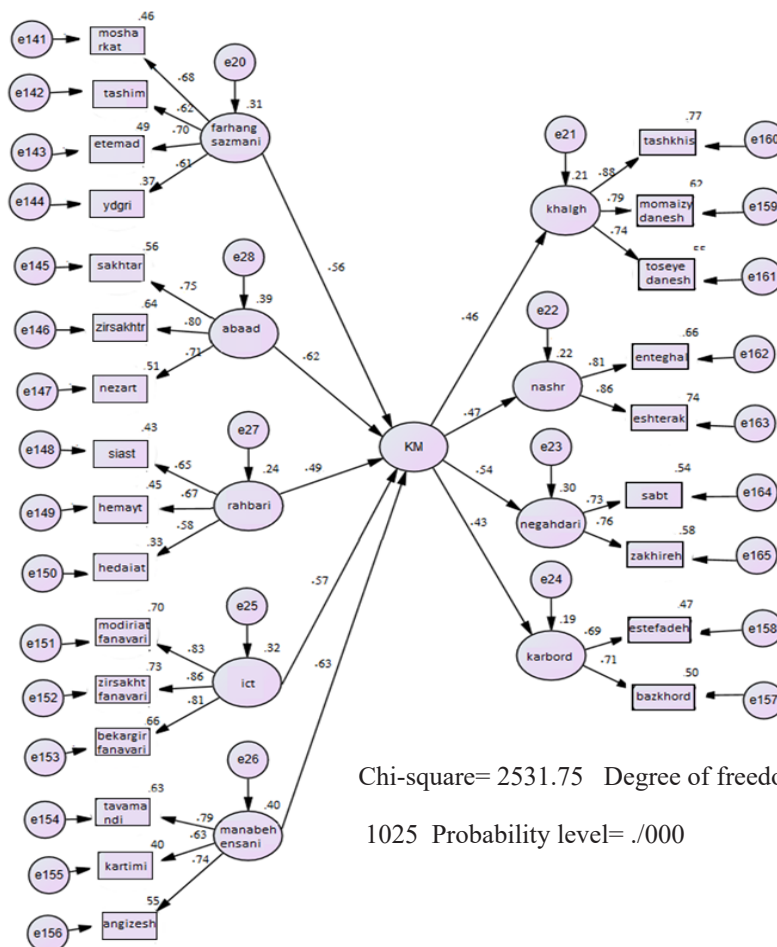 .46
e141
mosha
rkat
e20
-.68
e142
tashim
-.62
.31
farhang
sazmani
.49
e143
etemad
-.70
.37
-.61
e144
ydgri
.56
e145
sakhtar
e28
-.75
.64
.39
e146
zirsakhtr
-.80
abaad
.51
-.71
e147
nezart
-.56
-.62
.43
e148
siast
e27
-.65
.45
.24
-.49
e149
hemayt
-.67
rahbari
.33
-.58
e150
hedaiat
KM
.70
e151
modiriat
fanavari
e25
-.57
-.83
.73
.32
e152
zirsakht
fanavari
-.86
ict
.66
-.81
e153
bekargir
fanavari
-.63
.63
e26
e154
tavama
ndi
-.79
.40
40
-.63
manabeh
ensani
e155
kartimi
-.74
55
e156
angizesh
.77
e21
tashkhis
e160
-.88
.21
.62
khalgh
-.79
momaizy
danesh
e159
-.74
toseye
danesh
e161
-.46
e22
.66
.22
-.81
enteghal
e162
nashr
-.86
.74
-.47
eshterak
e163
e23
.54
-.54
.30
-.73
sabt
e164
negahdari
-.76
.58
-.43
zakhireh
e165
e24
.47
.19
-.69
estefadeh
e158
karbord
-.71
.50
bazkhord
e157
Chi-square= 2531.75 Degree of freedo
1025 Probability level= ./000